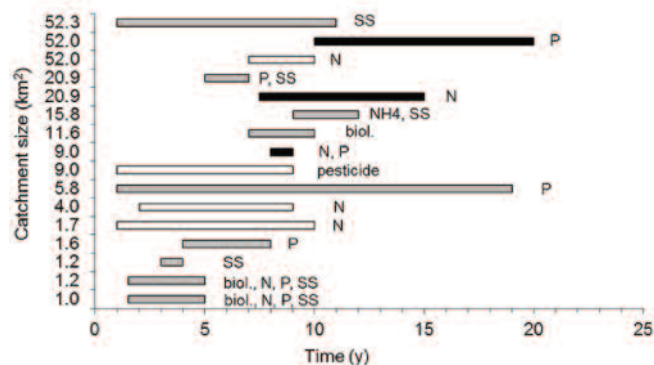 Catchment size (km²)
52.3 SS
52.0 P
52.0 N
20.9 P, SS
20.9 N
15.8 NH4, SS
11.6 biol.
9.0 N, P
9.0 pesticide
5.8 P
4.0 N
1.7 N
1.6 P
1.2 SS
1.2 biol., N, P, SS
1.0 biol., N, P, SS
0 5 10 15 20 25
Time (y)